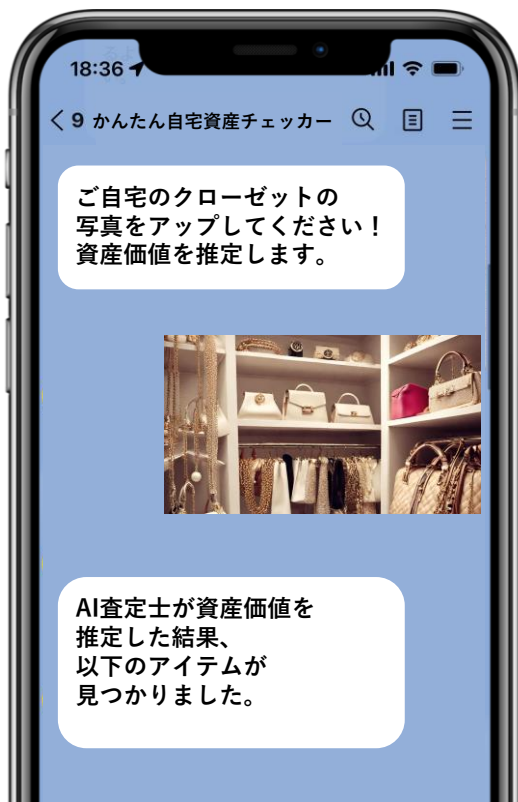 18:36
9 かんたん自宅資産チェッカー
ご自宅のクローゼットの
写真をアップしてください！
資産価値を推定します。
AI査定士が資産価値を
推定した結果、
以下のアイテムが
見つかりました。